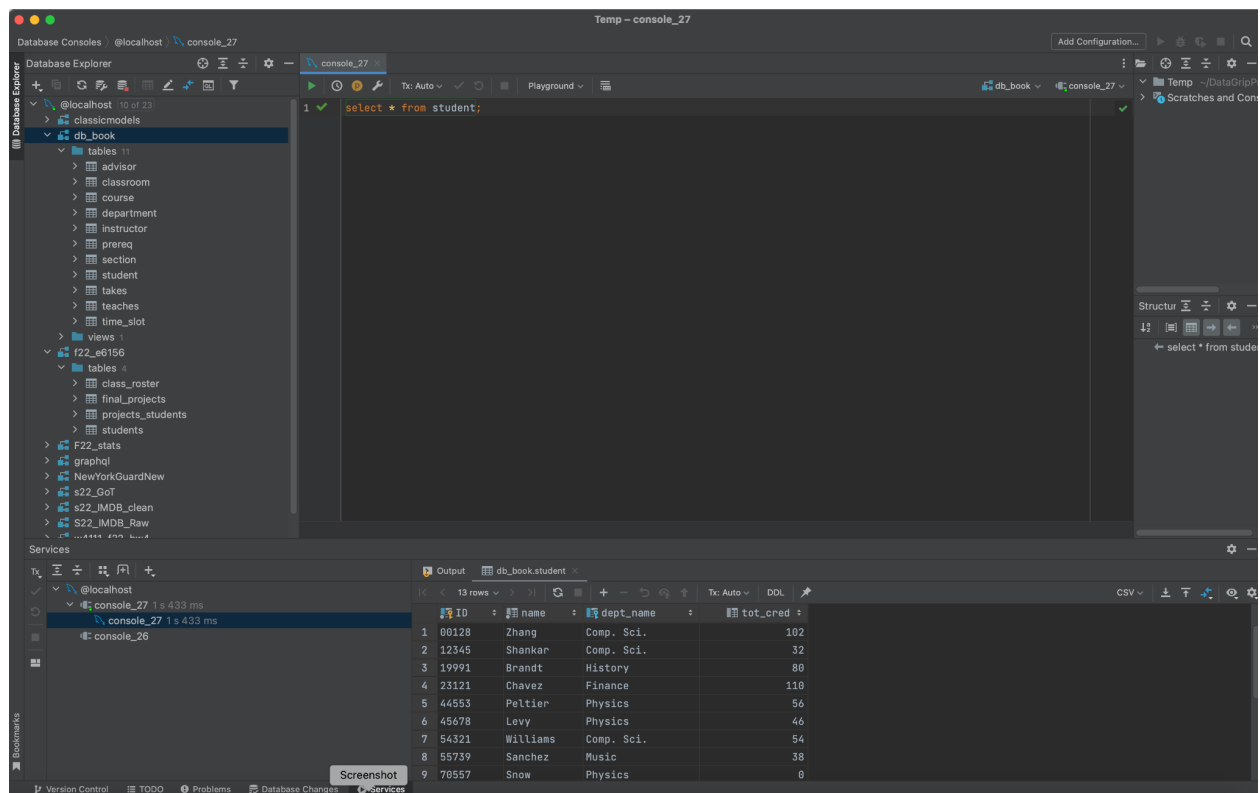 Temp – console_27
Database Consoles @localhost console_27
Add Configuration...
Database Explorer
console_27
Tx: Auto
Playground
db_book
console_27
Temp ~/DataGripP
Scratches and Cons
Database Explorer
@localhost 10 of 23
classicmodels
db_book
tables 11
advisor
classroom
course
department
instructor
prereq
section
student
takes
teaches
time_slot
views 1
f22_e6156
tables 4
class_roster
final_projects
projects_students
students
F22_stats
graphql
NewYorkGuardNew
s22_GoT
s22_IMDB_clean
S22_IMDB_Raw
1 select * from student;
Structur
select * from stude
Services
Tx
@localhost
console_27 1 s 433 ms
console_27 1 s 433 ms
console_26
Output db_book.student
13 rows Tx: Auto DDL CSV
ID name dept_name tot_cred
1 00128 Zhang Comp. Sci. 102
2 12345 Shankar Comp. Sci. 32
3 19991 Brandt History 80
4 23121 Chavez Finance 110
5 44553 Peltier Physics 56
6 45678 Levy Physics 46
7 54321 Williams Comp. Sci. 54
8 55739 Sanchez Music 38
9 70557 Snow Physics 0
Bookmarks
Screenshot
Version Control TODO Problems Database Changes Services